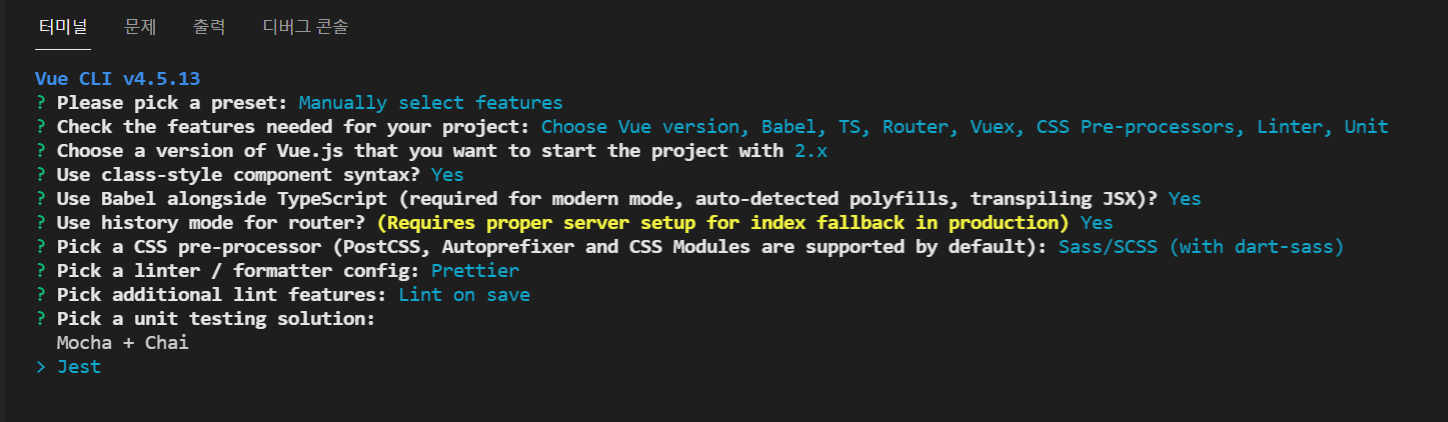 터미널 문제 출력 디버그 콘솔
Vue CLI v4.5.13
? Please pick a preset: Manually select features
? Check the features needed for your project: Choose Vue version, Babel, TS, Router, Vuex, CSS Pre-processors, Linter, Unit
? Choose a version of Vue.js that you want to start the project with 2.x
? Use class-style component syntax? Yes
? Use Babel alongside TypeScript (required for modern mode, auto-detected polyfills, transpiling JSX)? Yes
? Use history mode for router? (Requires proper server setup for index fallback in production) Yes
? Pick a CSS pre-processor (PostCSS, Autoprefixer and CSS Modules are supported by default): Sass/SCSS (with dart-sass)
? Pick a linter / formatter config: Prettier
? Pick additional lint features: Lint on save
? Pick a unit testing solution:
Mocha + Chai
> Jest